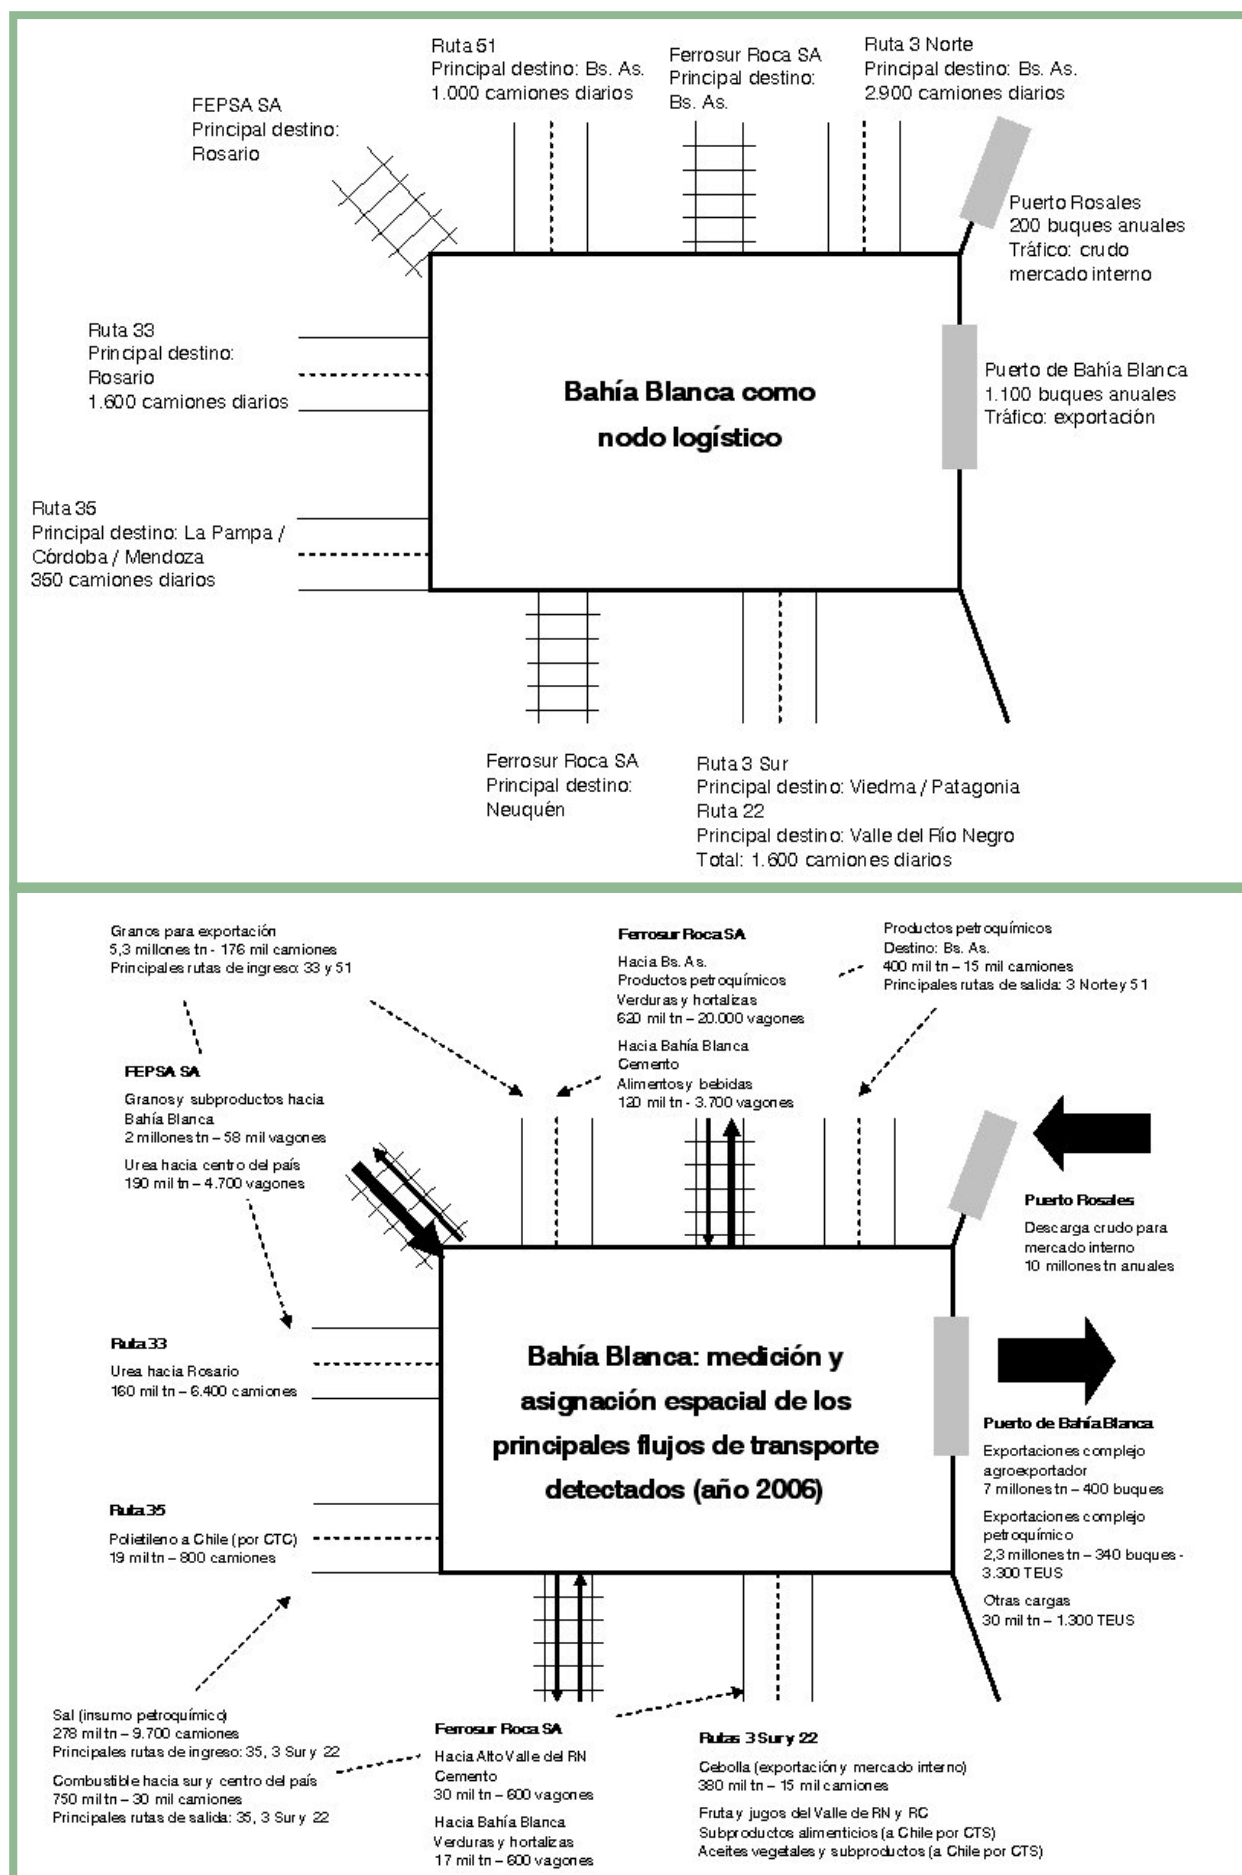 Ruta 51
Principal destino: Bs. As.
1.000 camiones diarios
Ferrosur Roca SA
Principal destino:
Bs. As.
Ruta 3 Norte
Principal destino: Bs. As.
2.900 camiones diarios
FEPSA SA
Principal destino:
Rosario
Puerto Rosales
200 buques anuales
Tráfico: crudo
mercado interno
Ruta 33
Principal destino:
Rosario
1.600 camiones diarios
Bahía Blanca como
nodo logístico
Puerto de Bahía Blanca
1.100 buques anuales
Tráfico: exportación
Ruta 35
Principal destino: La Pampa /
Córdoba / Mendoza
350 camiones diarios
Ferrosur Roca SA
Principal destino:
Neuquén
Ruta 3 Sur
Principal destino: Viedma / Patagonia
Ruta 22
Principal destino: Valle del Río Negro
Total: 1.600 camiones diarios
Granos para exportación
5,3 millones tn - 176 mil camiones
Principales rutas de ingreso: 33 y 51
Ferrosur Roca SA
Hacia Bs. As.
Productos petroquímicos
Verduras y hortalizas
620 mil tn – 20.000 vagones
Hacia Bahía Blanca
Cemento
Alimentos y bebidas
120 mil tn - 3.700 vagones
Productos petroquímicos
Destino: Bs. As.
400 mil tn – 15 mil camiones
Principales rutas de salida: 3 Norte y 51
FEPSA SA
Granos y subproductos hacia
Bahía Blanca
2 millones tn – 58 mil vagones
Urea hacia centro del país
190 mil tn – 4.700 vagones
Puerto Rosales
Descarga crudo para
mercado interno
10 millones tn anuales
Ruta 33
Urea hacia Rosario
160 mil tn – 6.400 camiones
Bahía Blanca: medición y
asignación espacial de los
principales flujos de transporte
detectados (año 2006)
Puerto de Bahía Blanca
Exportaciones complejo
agroexportador
7 millones tn – 400 buques
Exportaciones complejo
petroquímico
2,3 millones tn – 340 buques -
3.300 TEUS
Otras cargas
30 mil tn – 1.300 TEUS
Ruta 35
Polietileno a Chile (por CTC)
19 mil tn – 800 camiones
Sal (insumo petroquímico)
278 mil tn – 9.700 camiones
Principales rutas de ingreso: 35, 3 Sur y 22
Combustible hacia sur y centro del país
750 mil tn – 30 mil camiones
Principales rutas de salida: 35, 3 Sur y 22
Ferrosur Roca SA
Hacia Alto Valle del RN
Cemento
30 mil tn – 600 vagones
Hacia Bahía Blanca
Verduras y hortalizas
17 mil tn – 600 vagones
Rutas 3 Sur y 22
Cebolla (exportación y mercado interno)
380 mil tn – 15 mil camiones
Fruta y jugos del Valle de RN y RC
Subproductos alimenticios (a Chile por CTS)
Aceites vegetales y subproductos (a Chile por CTS)